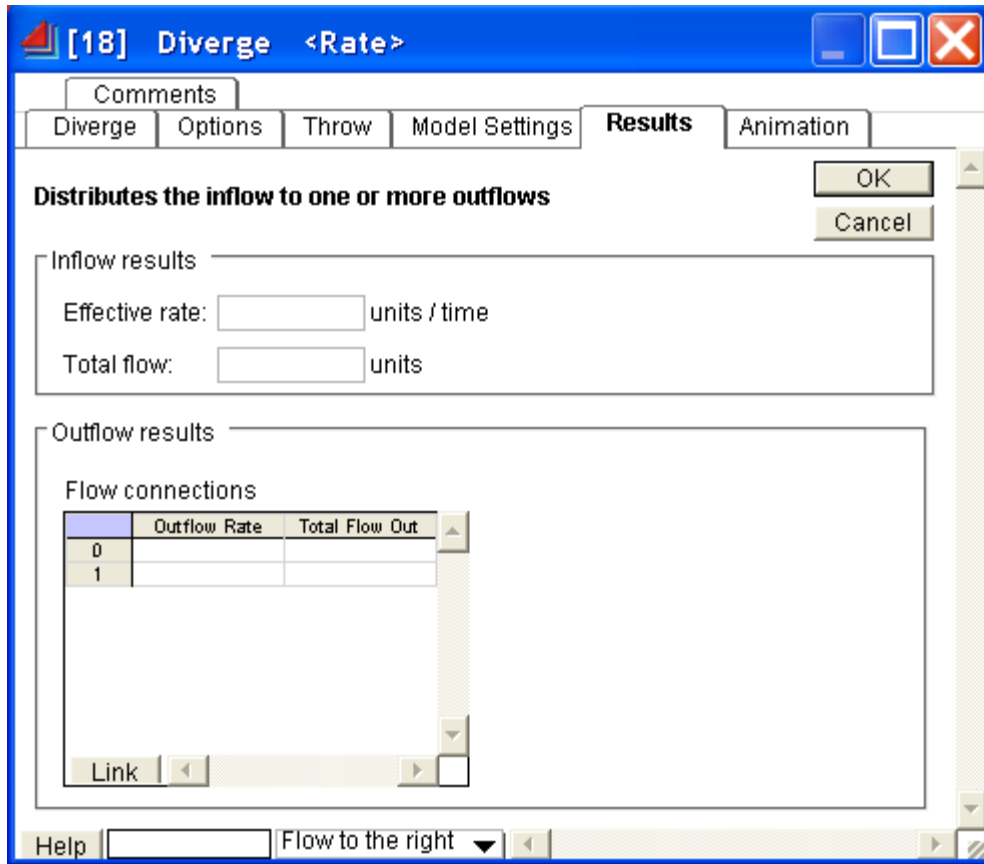 [18] Diverge <Rate>
Comments
Diverge Options Throw Model Settings Results Animation
Distributes the inflow to one or more outflows
OK
Cancel
Inflow results
Effective rate: units / time
Total flow: units
Outflow results
Flow connections
Outflow Rate Total Flow Out
0
1
Link
Help Flow to the right